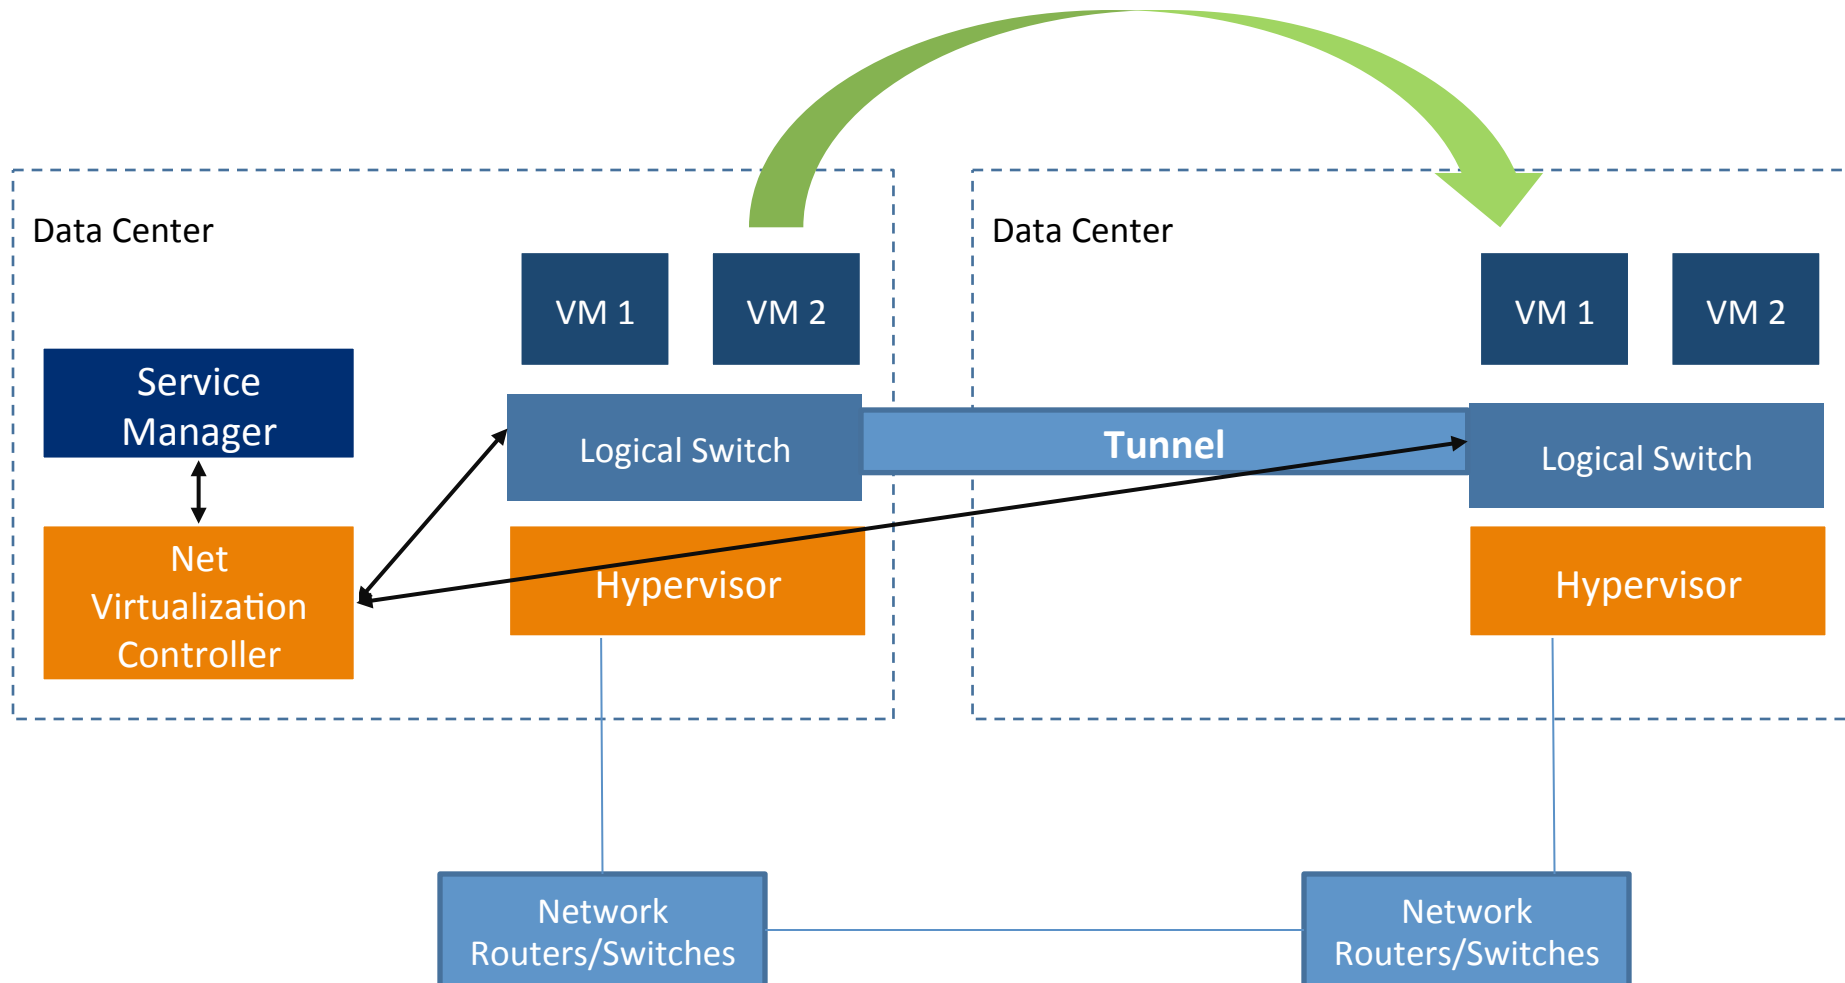 Data Center
VM 1
VM 2
Service
Manager
Logical Switch
Net
Virtualization
Controller
Hypervisor
Tunnel
Data Center
VM 1
VM 2
Logical Switch
Hypervisor
Network
Routers/Switches
Network
Routers/Switches